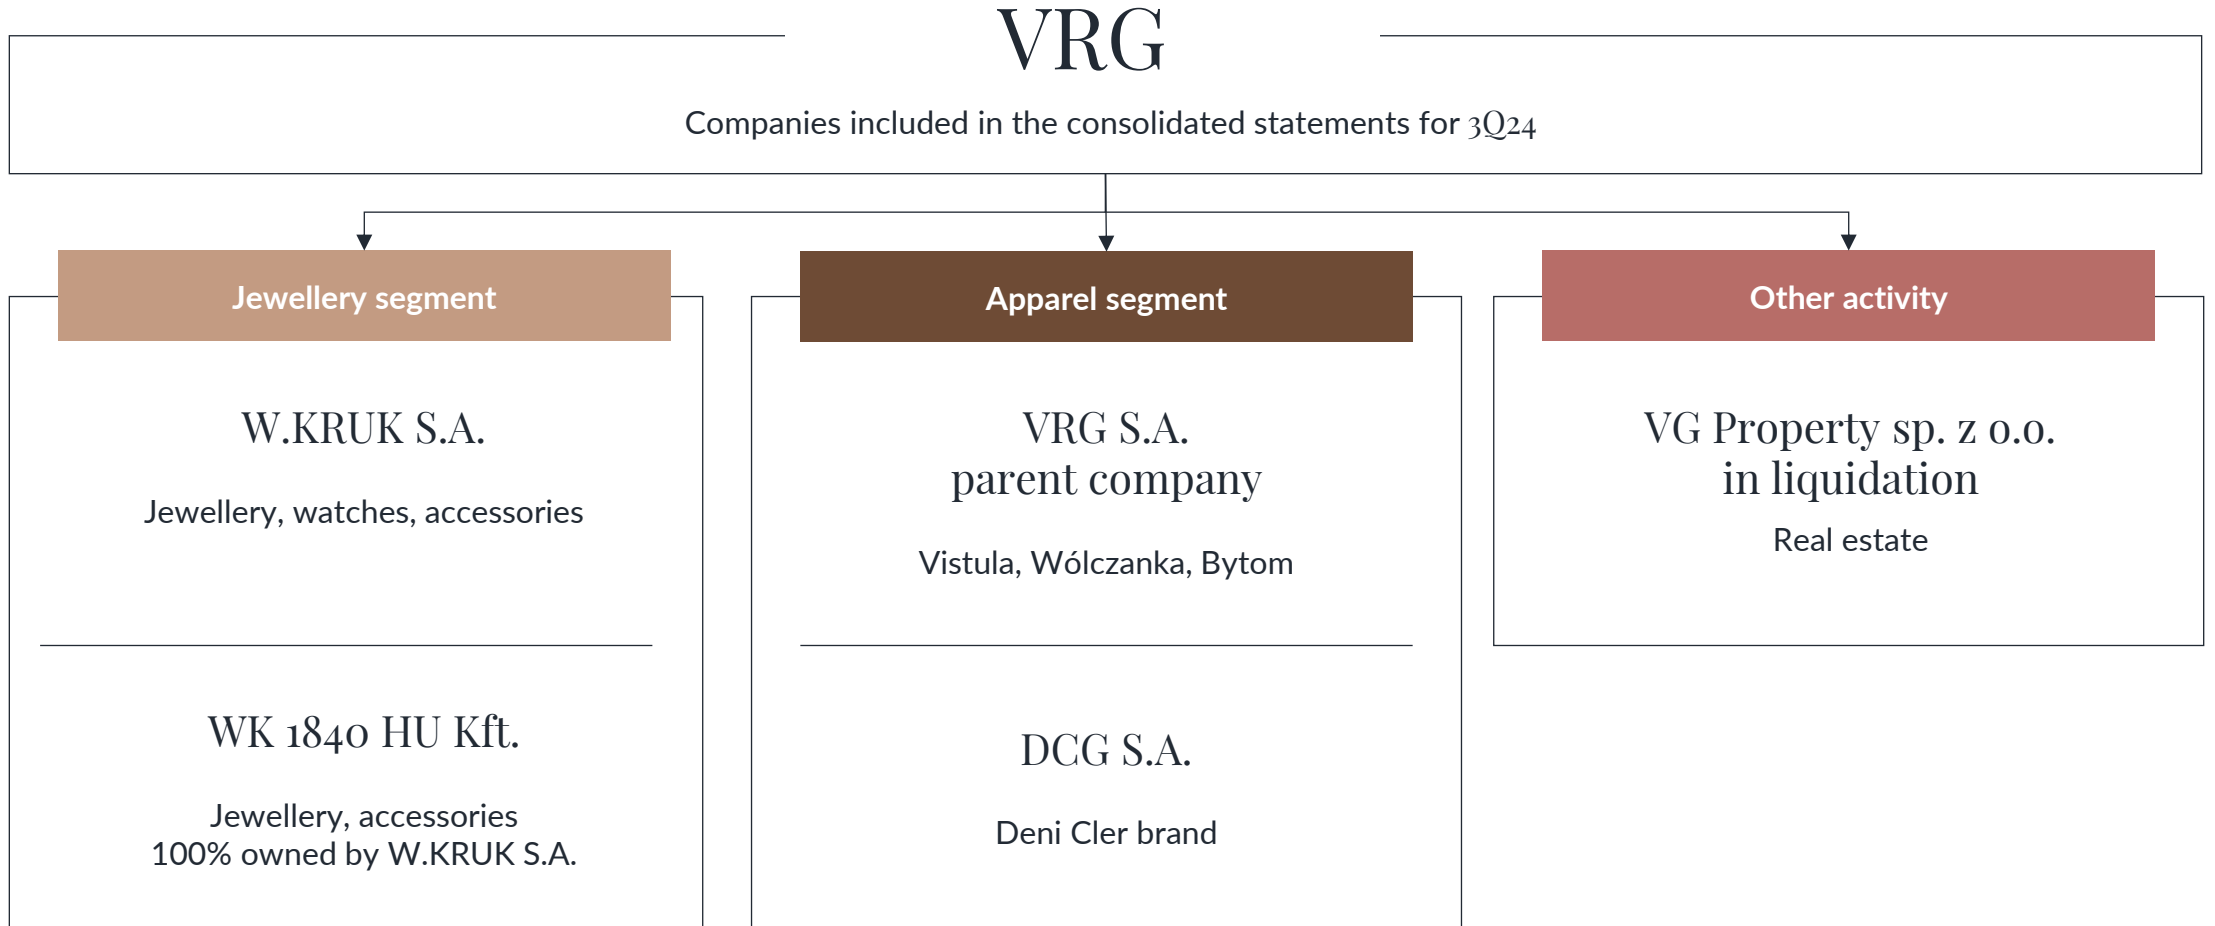 VRG
Companies included in the consolidated statements for 3Q24
Jewellery segment
W.KRUK S.A.
Jewellery, watches, accessories
WK 1840 HU Kft.
Jewellery, accessories
100% owned by W.KRUK S.A.
Apparel segment
VRG S.A.
parent company
Vistula, Wólczanka, Bytom
DCG S.A.
Deni Cler brand
Other activity
VG Property sp. z o.o.
in liquidation
Real estate